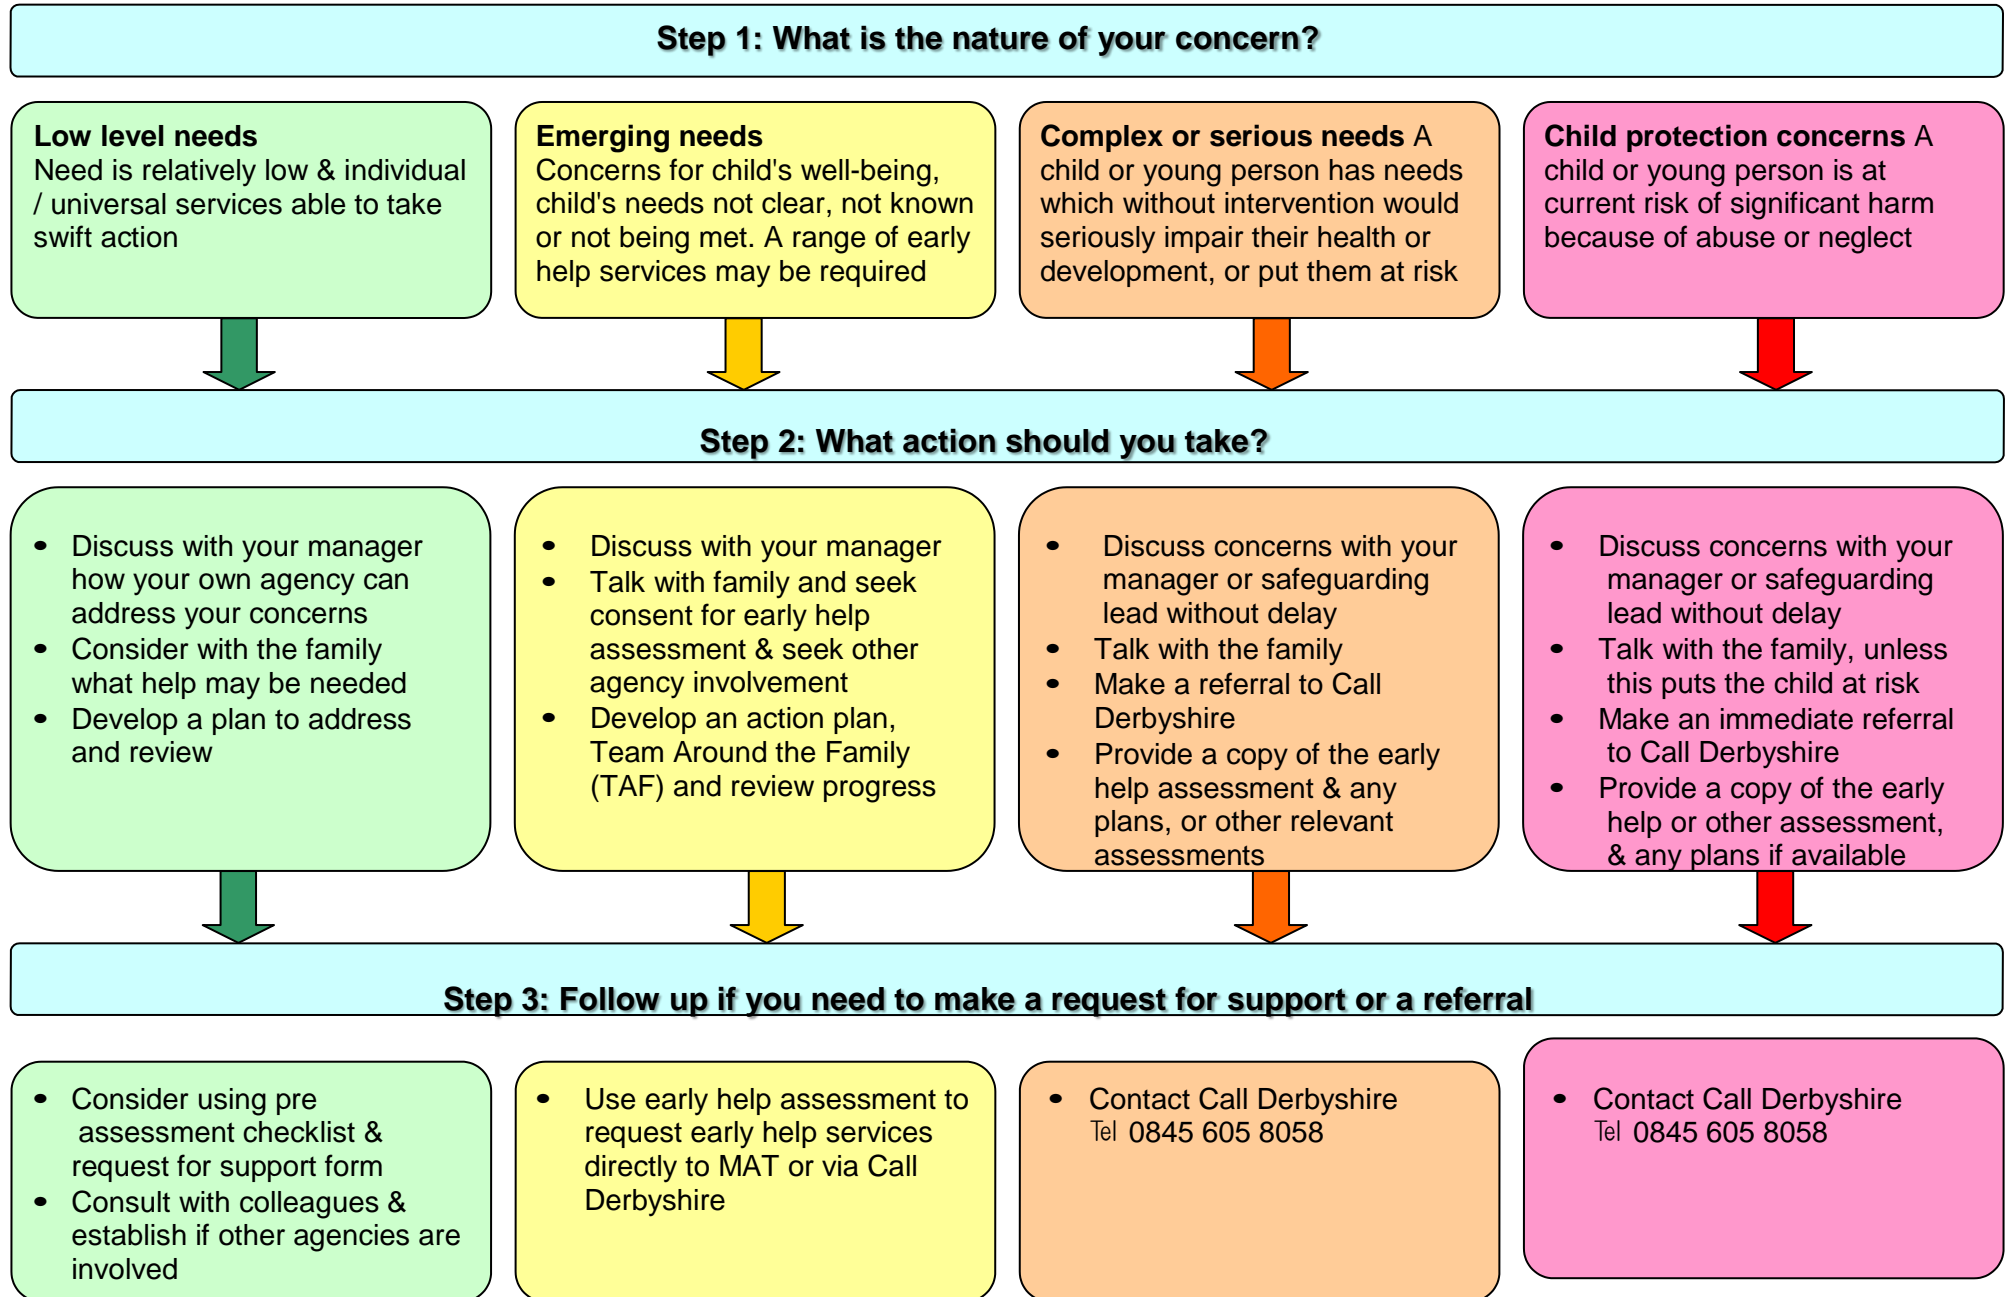 Step 1: What is the nature of your concern?
Low level needs
Need is relatively low & individual
/ universal services able to take
swift action
Emerging needs
Concerns for child's well-being,
child's needs not clear, not known
or not being met. A range of early
help services may be required
Complex or serious needs A
child or young person has needs
which without intervention would
seriously impair their health or
development, or put them at risk
Child protection concerns A
child or young person is at
current risk of significant harm
because of abuse or neglect
Step 2: What action should you take?
• Discuss with your manager
how your own agency can
address your concerns
• Consider with the family
what help may be needed
• Develop a plan to address
and review
• Discuss with your manager
• Talk with family and seek
consent for early help
assessment & seek other
agency involvement
• Develop an action plan,
Team Around the Family
(TAF) and review progress
• Discuss concerns with your
manager or safeguarding
lead without delay
• Talk with the family
• Make a referral to Call
Derbyshire
• Provide a copy of the early
help assessment & any
plans, or other relevant
assessments
• Discuss concerns with your
manager or safeguarding
lead without delay
• Talk with the family, unless
this puts the child at risk
• Make an immediate referral
to Call Derbyshire
• Provide a copy of the early
help or other assessment,
& any plans if available
Step 3: Follow up if you need to make a request for support or a referral
• Consider using pre
assessment checklist &
request for support form
• Consult with colleagues &
establish if other agencies are
involved
• Use early help assessment to
request early help services
directly to MAT or via Call
Derbyshire
• Contact Call Derbyshire
℡ 0845 605 8058
• Contact Call Derbyshire
℡ 0845 605 8058